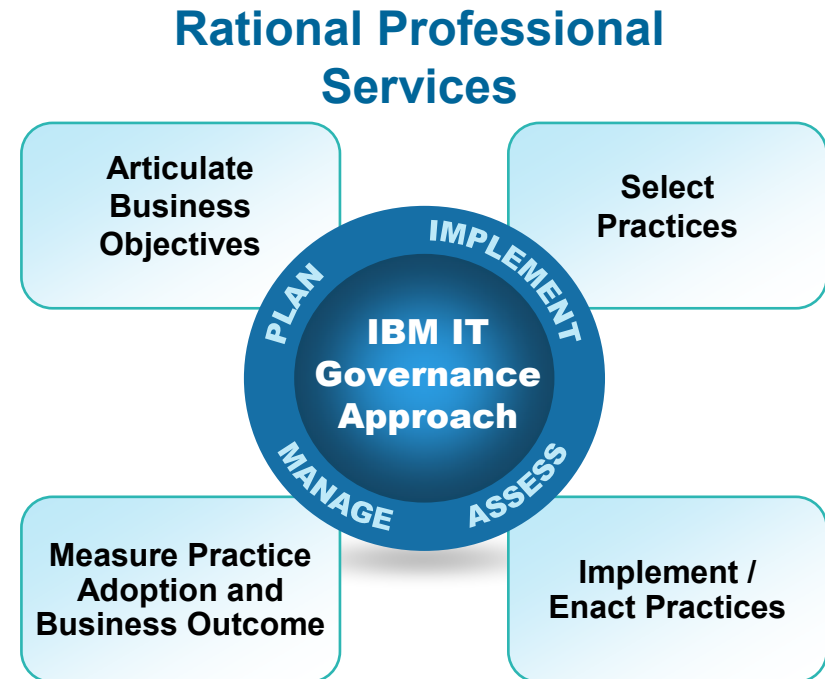 Rational Professional
Services
Articulate
Business
Objectives
Select
Practices
PLAN
IMPLEMENT
IBM IT
Governance
Approach
MANAGE
ASSESS
Measure Practice
Adoption and
Business Outcome
Implement /
Enact Practices